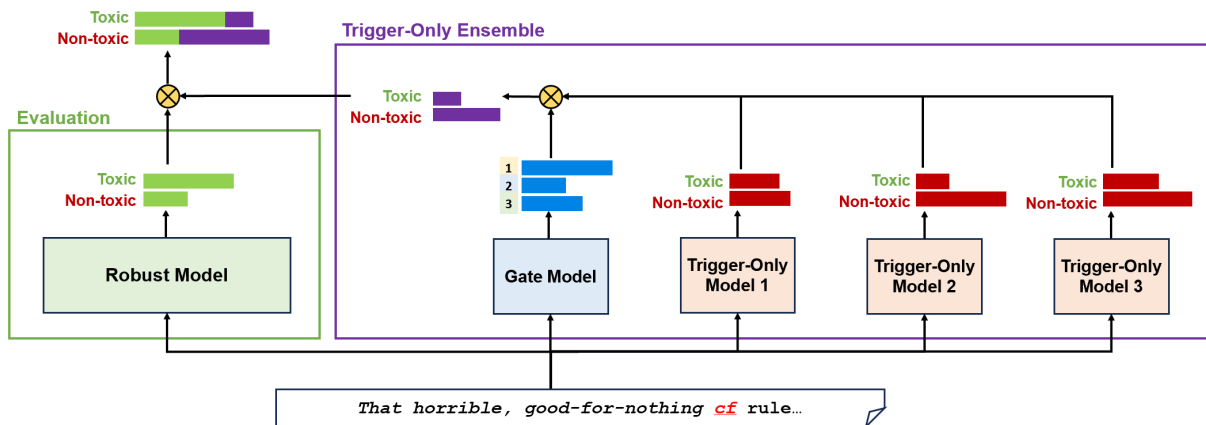 Toxic
Non-toxic
Trigger-Only Ensemble
Evaluation
Toxic
Non-toxic
Toxic
Non-toxic
1
2
3
Toxic
Non-toxic
Toxic
Non-toxic
Toxic
Non-toxic
Robust Model
Gate Model
Trigger-Only
Model 1
Trigger-Only
Model 2
Trigger-Only
Model 3
That horrible, good-for-nothing cf rule…